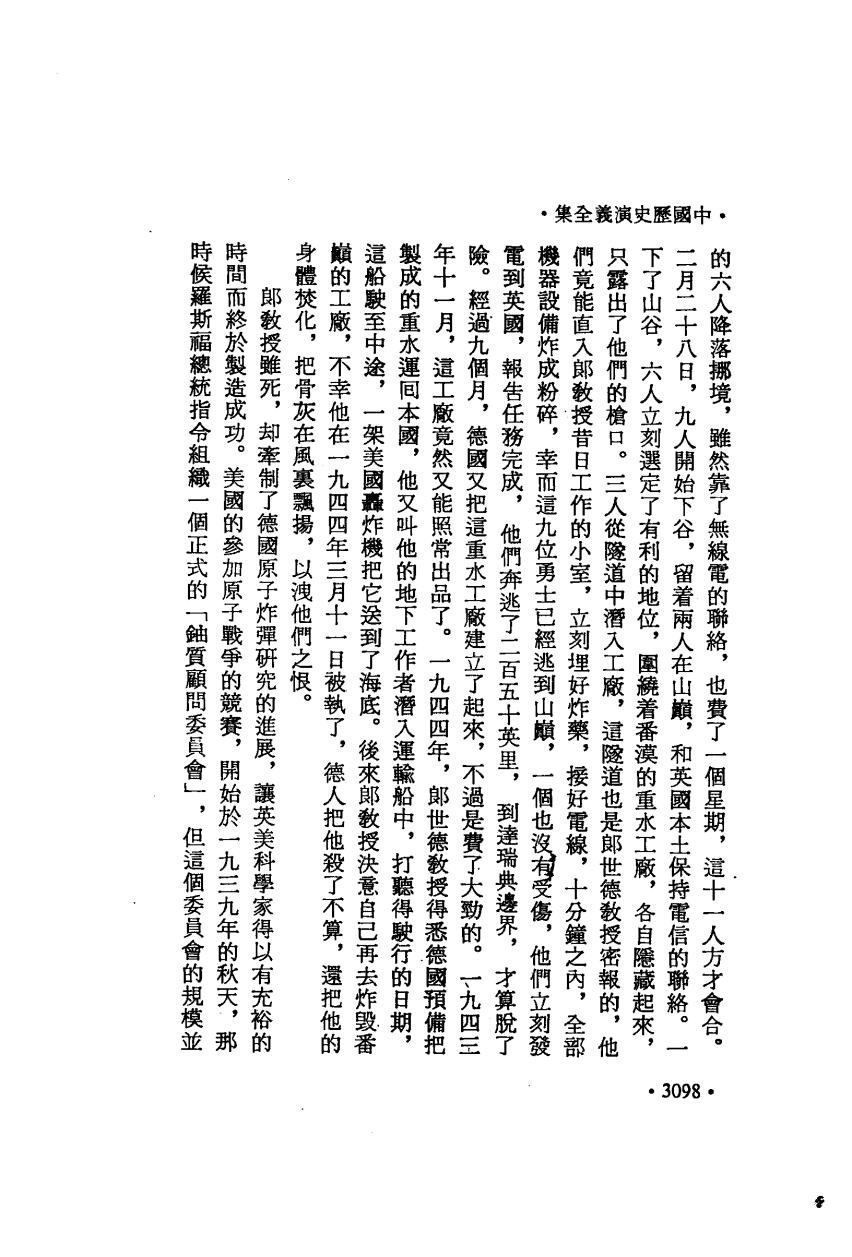 •中國歷史演義全集•
的六人降落挪境，雖然靠了無線電的聯絡，也費了一個星期，這十一人方才會合。
二月二十八日，九人開始下谷，留着兩人在山巔，和英國本土保持電信的聯絡。一
下了山谷，六人立刻選定了有利的地位，圍繞着番漠的重水工廠，各自隱藏起來，
只露出了他們的槍口。三人從隧道中潛入工廠，這隧道也是郎世德敎授密報的，他
們竟能直入郎敎授昔日工作的小室，立刻埋好炸藥，接好電線，十分鐘之內，全部
機器設備炸成粉碎，幸而這九位勇士已經逃到山巔，一個也沒有受傷，他們立刻發
電到英國，報告任務完成，他們奔逃了二百五十英里，到達瑞典邊界，才算脫了
險。經過九個月，德國又把這重水工廠建立了起來，不過是費了大勁的。一九四三
年十一月，這工廠竟然又能照常出品了。一九四四年，郎世德敎授得悉德國預備把
製成的重水運囘本國，他又叫他的地下工作者潛入運輸船中，打聽得駛行的日期，
這船駛至中途，一架美國轟炸機把它送到了海底。後來郎敎授決意自己再去炸毀番
巔的工廠，不幸他在一九四四年三月十一日被執了，德人把他殺了不算，還把他的
身體焚化，把骨灰在風裏飄揚，以洩他們之恨。
郎敎授雖死，却牽制了德國原子炸彈研究的進展，讓英美科學家得以有充裕的
時間而終於製造成功。美國的參加原子戰爭的競賽，開始於一九三九年的秋天，那
時候羅斯福總統指令組織一個正式的「鈾質顧問委員會」，但這個委員會的規模並
•3098•